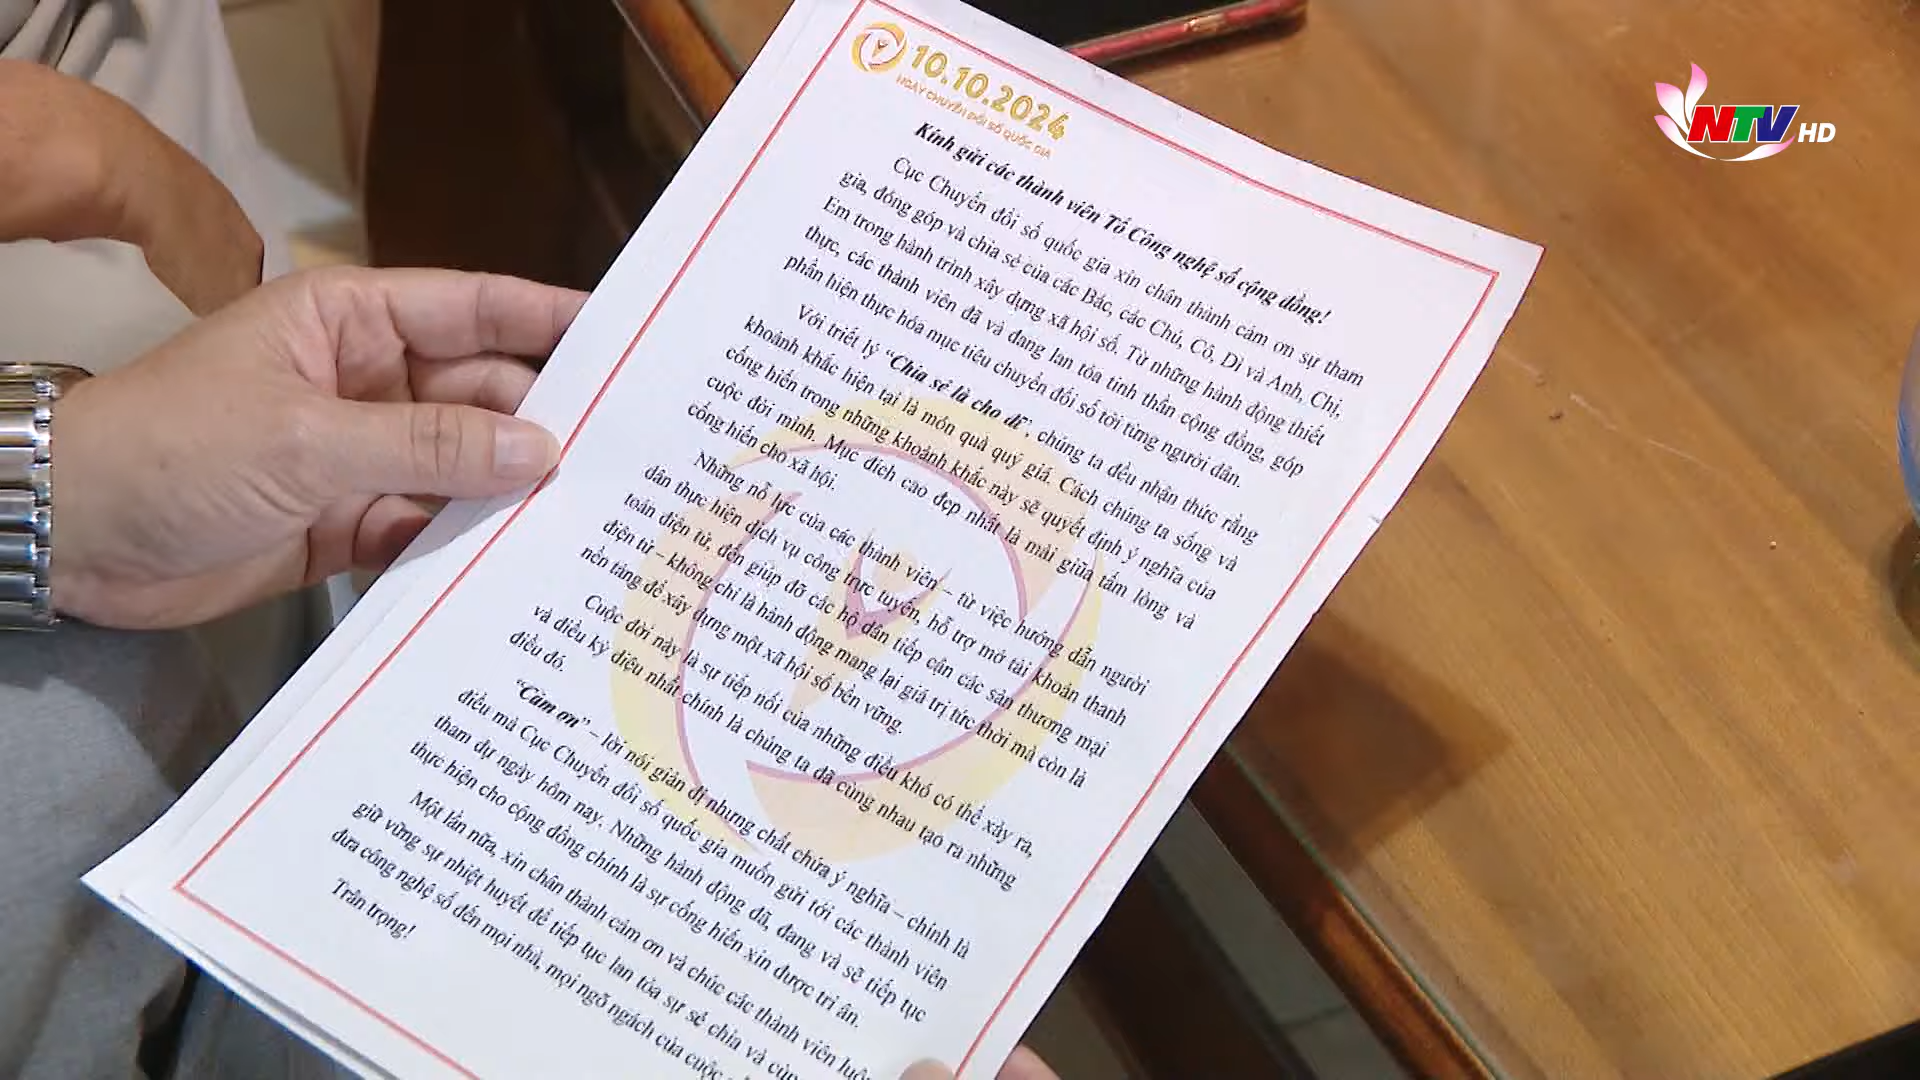 10.10.2024
NGÀY CHUYỂN ĐỔI SỐ QUỐC GIA
NTV HD
Kính gửi các thành viên Tổ Công nghệ số cộng đồng!
Cục Chuyển đổi số quốc gia xin chân thành cảm ơn sự tham
gia, đóng góp và chia sẻ của các Bác, các Chú, Cô, Dì và Anh, Chị,
Em trong hành trình xây dựng xã hội số. Từ những hành động thiết
thực, các thành viên đã và đang lan tỏa tinh thần cộng đồng, góp
phần hiện thực hóa mục tiêu chuyển đổi số tới từng người dân.
Với triết lý “Chia sẻ là cho đi”, chúng ta đều nhận thức rằng
khoảnh khắc hiện tại là món quà quý giá. Cách chúng ta sống và
cống hiến trong những khoảnh khắc này sẽ quyết định ý nghĩa của
cuộc đời mình. Mục đích cao đẹp nhất là mãi giữa tấm lòng và
cống hiến cho xã hội.
Những nỗ lực của các thành viên – từ việc hướng dẫn người
dân thực hiện dịch vụ công trực tuyến, hỗ trợ mở tài khoản thanh
toán điện tử, đến giúp đỡ các hộ dân tiếp cận các sàn thương mại
điện tử – không chỉ là hành động mang lại giá trị tức thời mà còn là
nền tảng để xây dựng một xã hội số bền vững.
Cuộc đời này là sự tiếp nối của những điều khó có thể xảy ra,
và điều kỳ diệu nhất chính là chúng ta đã cùng nhau tạo ra những
điều đó.
“Cảm ơn” – lời nói giản dị nhưng chất chứa ý nghĩa – chính là
điều mà Cục Chuyển đổi số quốc gia muốn gửi tới các thành viên
tham dự ngày hôm nay. Những hành động đã, đang và sẽ tiếp tục
thực hiện cho cộng đồng chính là sự cống hiến xin được tri ân.
Một lần nữa, xin chân thành cảm ơn và chúc các thành viên luôn
giữ vững sự nhiệt huyết để tiếp tục lan tỏa sự sẻ chia và
đưa công nghệ số đến mọi nhà, mọi ngõ ngách của cuộc
Trân trọng!